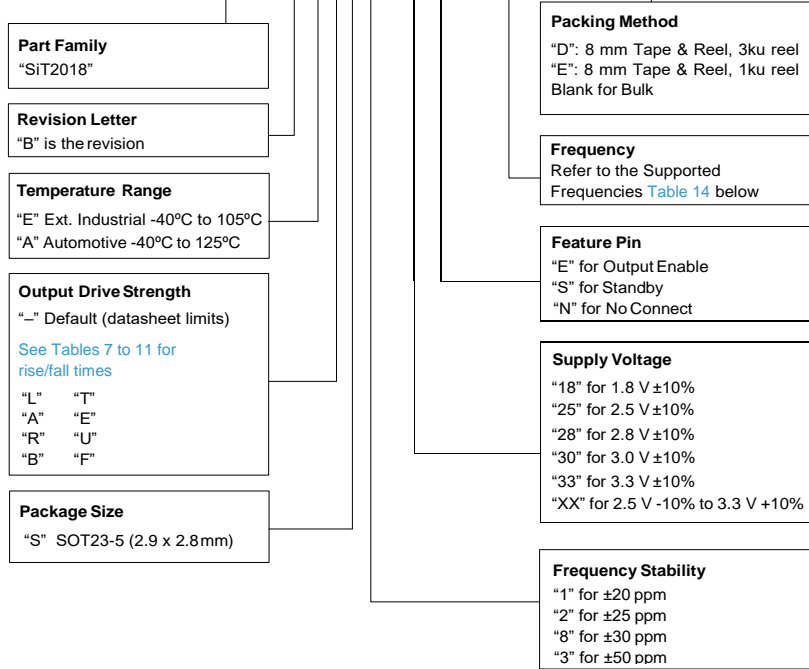 Part Family
“SiT2018”
Revision Letter
“B” is the revision
Temperature Range
“E” Ext. Industrial -40ºC to 105ºC
“A” Automotive -40ºC to 125ºC
Output Drive Strength
“–” Default (datasheet limits)
See Tables 7 to 11 for
rise/fall times
“L” “T”
“A” “E”
“R” “U”
“B” “F”
Package Size
“S” SOT23-5 (2.9 x 2.8 mm)
Packing Method
“D”: 8 mm Tape & Reel, 3ku reel
“E”: 8 mm Tape & Reel, 1ku reel
Blank for Bulk
Frequency
Refer to the Supported
Frequencies Table 14 below
Feature Pin
“E” for Output Enable
“S” for Standby
“N” for No Connect
Supply Voltage
“18” for 1.8 V ±10%
“25” for 2.5 V ±10%
“28” for 2.8 V ±10%
“30” for 3.0 V ±10%
“33” for 3.3 V ±10%
“XX” for 2.5 V -10% to 3.3 V +10%
Frequency Stability
“1” for ±20 ppm
“2” for ±25 ppm
“8” for ±30 ppm
“3” for ±50 ppm